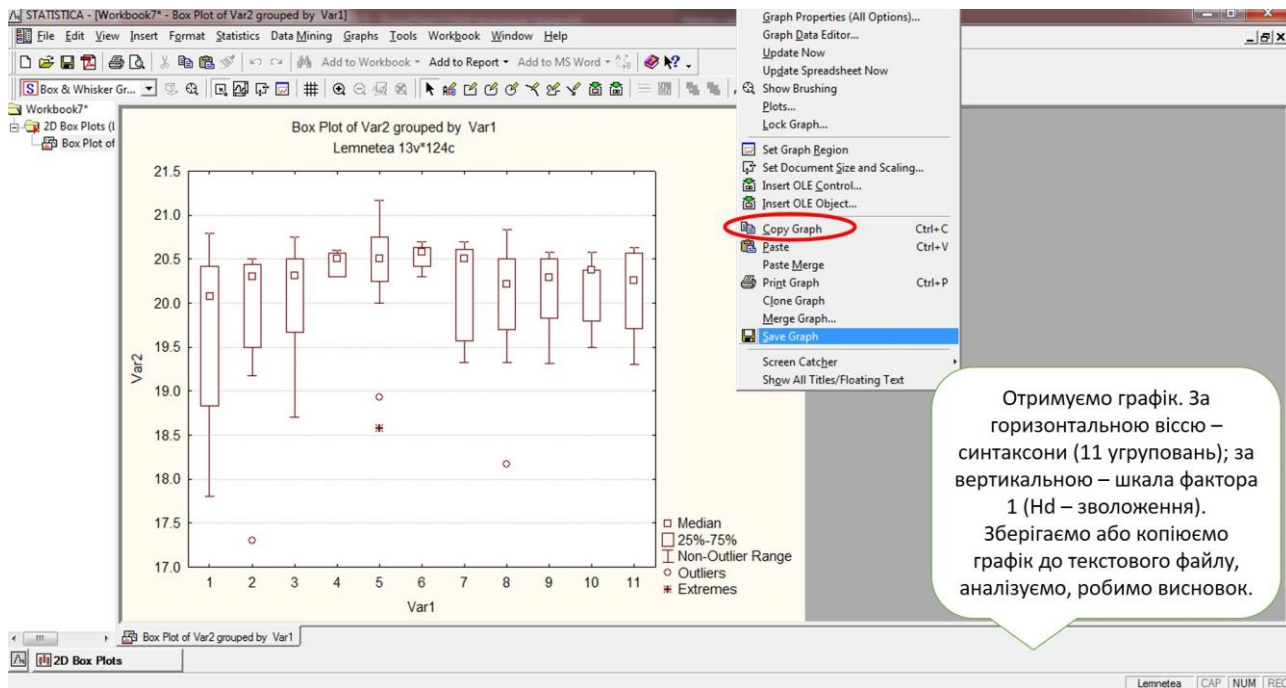 STATISTICA - [Workbook7* - Box Plot of Var2 grouped by Var1]
File Edit View Insert Format Statistics Data Mining Graphs Tools Workbook Window Help
Add to Workbook Add to Report Add to MS Word
Box & Whisker Gr...
Workbook7*
2D Box Plots (
Box Plot of
Box Plot of Var2 grouped by Var1
Lemnetea 13v*124c
21.5
21.0
20.5
20.0
19.5
19.0
18.5
18.0
17.5
17.0
Var2
1 2 3 4 5 6 7 8 9 10 11
Var1
Median
25%-75%
Non-Outlier Range
Outliers
Extremes
Graph Properties (All Options)...
Graph Data Editor...
Update Now
Update Spreadsheet Now
Show Brushing
Plots...
Lock Graph...
Set Graph Region
Set Document Size and Scaling...
Insert OLE Control...
Insert OLE Object...
Copy Graph Ctrl+C
Paste Ctrl+V
Paste Merge
Print Graph Ctrl+P
Clone Graph
Merge Graph...
Save Graph
Screen Catcher
Show All Titles/Floating Text
Отримуємо графік. За
горизонтальною віссю –
синтаксони (11 угруповань); за
вертикальною – шкала фактора
1 (Hd – зволоження).
Зберігаємо або копіюємо
графік до текстового файлу,
аналізуємо, робимо висновок.
Box Plot of Var2 grouped by Var1
2D Box Plots
Lemnetea CAP NUM REC